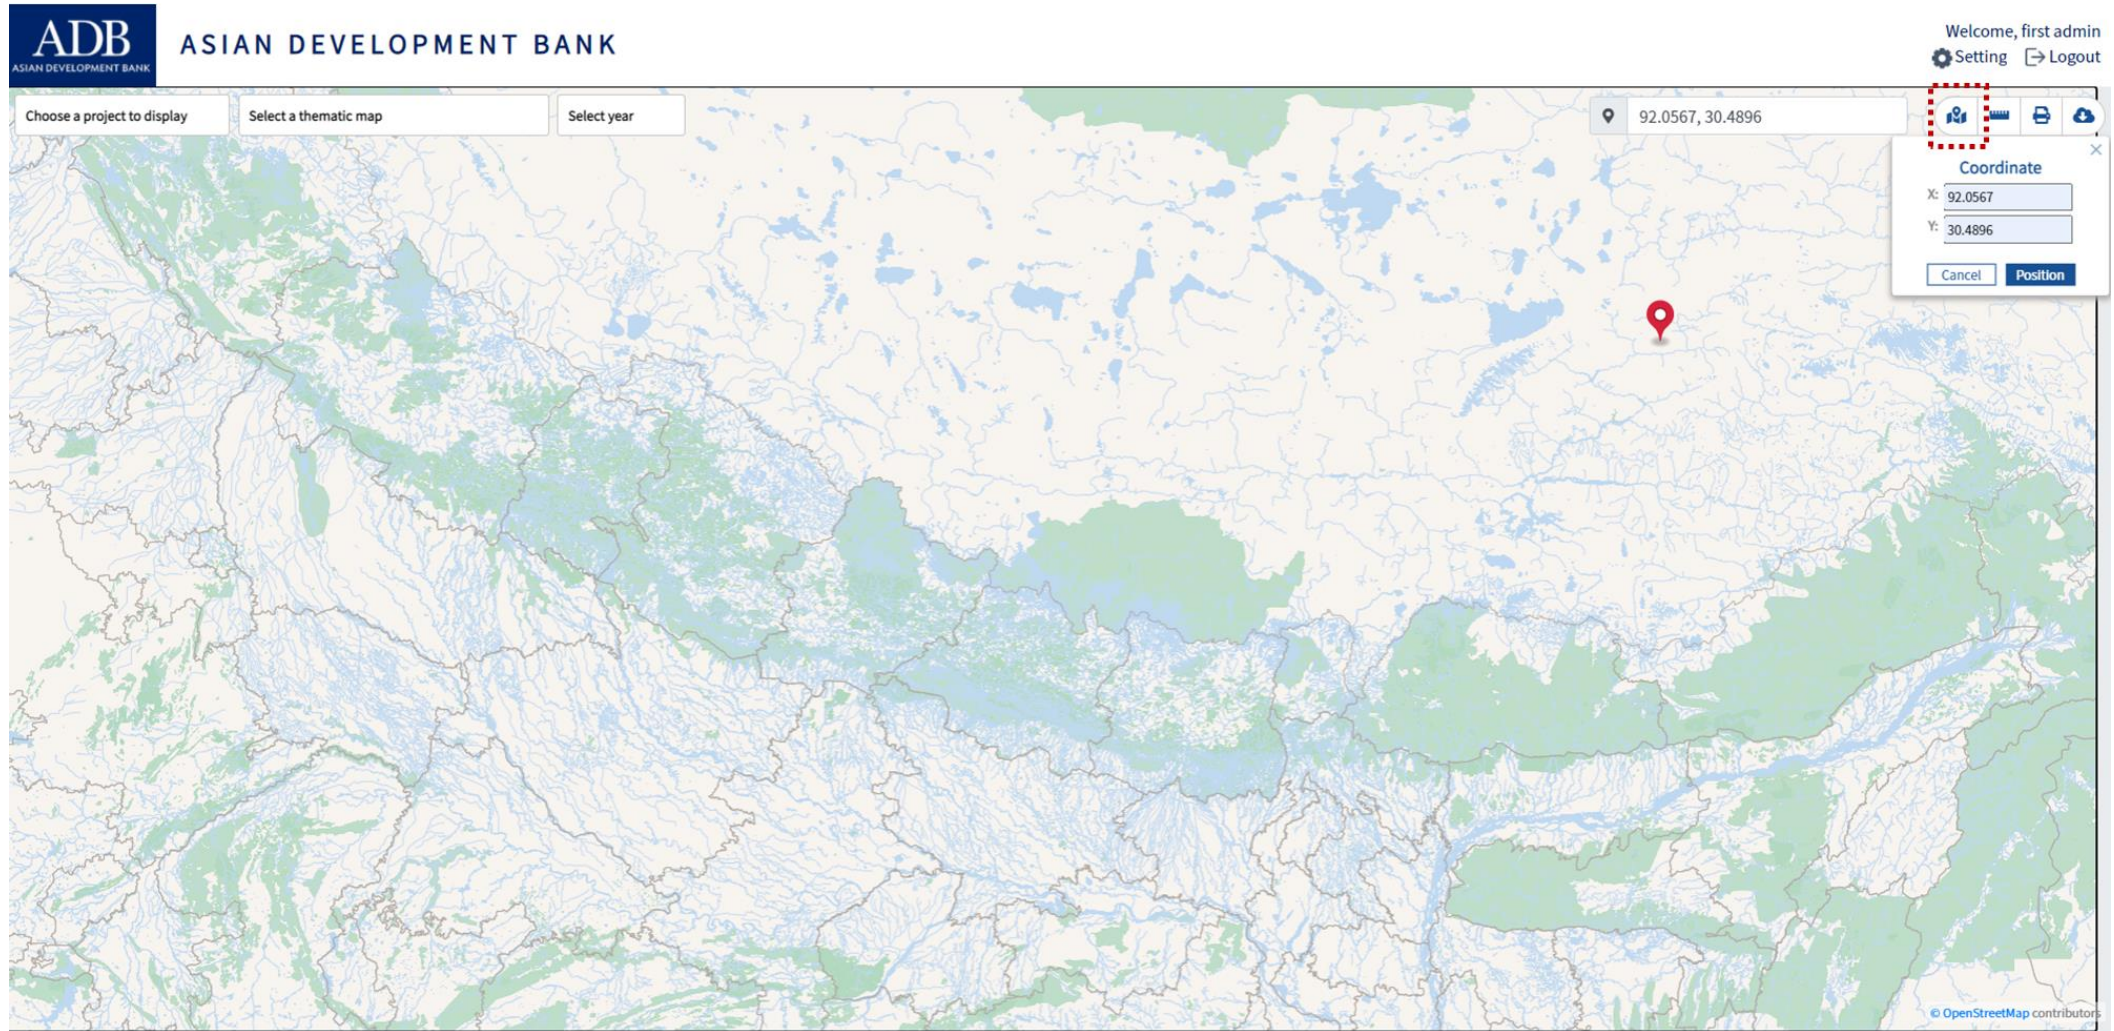 ADB
ASIAN DEVELOPMENT BANK
ASIAN DEVELOPMENT BANK
Welcome, first admin
Setting Logout
Choose a project to display
Select a thematic map
Select year
92.0567, 30.4896
Coordinate
X: 92.0567
Y: 30.4896
Cancel Position
© OpenStreetMap contributors